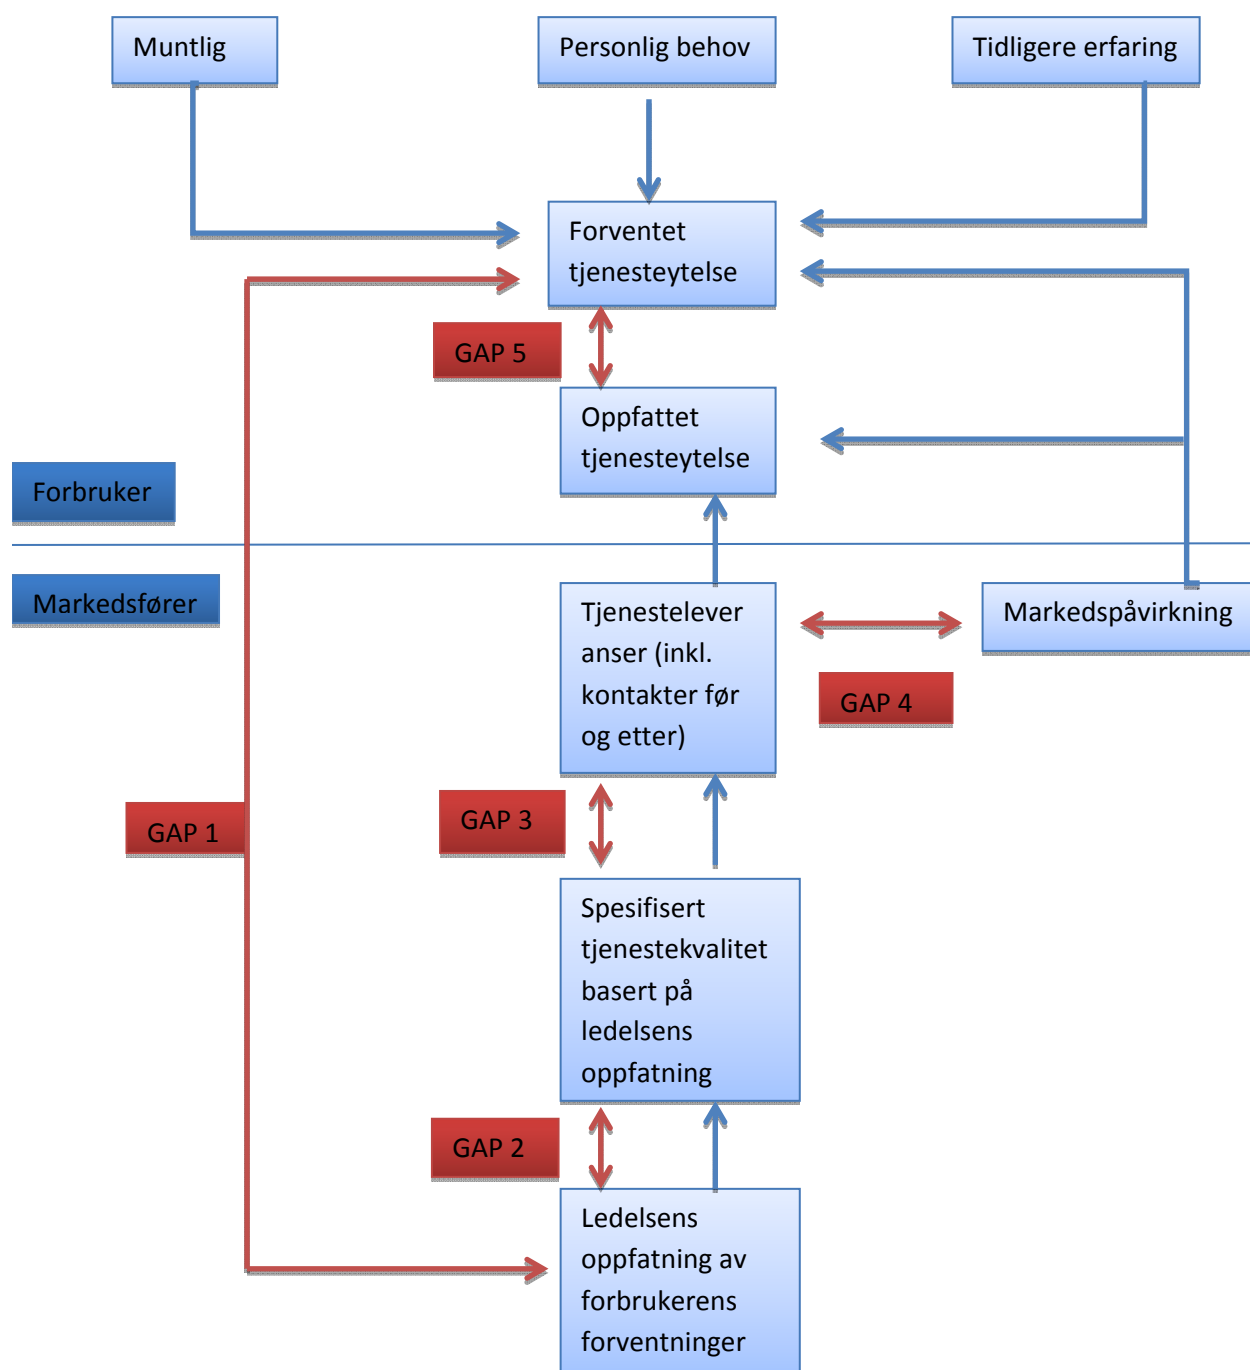 Muntlig
Personlig behov
Tidligere erfaring
Forventet
tjenesteytelse
GAP 5
Oppfattet
tjenesteytelse
Forbruker
Markedsfører
Tjenestelever
anser (inkl.
kontakter før
og etter)
Markedspåvirkning
GAP 4
GAP 1
GAP 3
Spesifisert
tjenestekvalitet
basert på
ledelsens
oppfatning
GAP 2
Ledelsens
oppfatning av
forbrukerens
forventninger